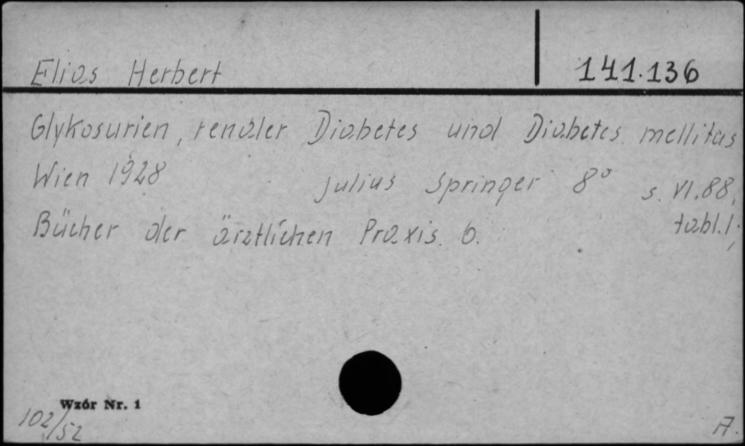 Elias Herbert
141.136
Glykosurien, renaler Diabetes und Diabetes mellitus
Wien 1928 Julius Springer 8° s. VI.88,
tabl.1.
Bücher der ärztlichen Praxis. 6.
Wzór Nr. 1
102/52
A.